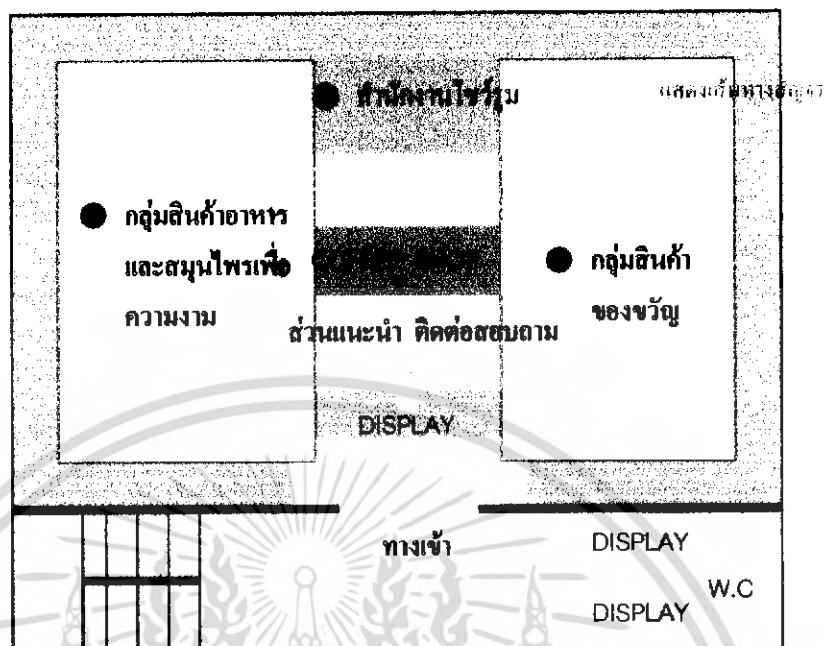 สำนักงานโชว์รูม
กลุ่มสินค้าอาหาร
และสมุนไพรเพื่อ
ความงาม
กลุ่มสินค้า
ของขวัญ
ส่วนแนะนำ ติดต่อสอบถาม
DISPLAY
ทางเข้า
DISPLAY
W.C
DISPLAY